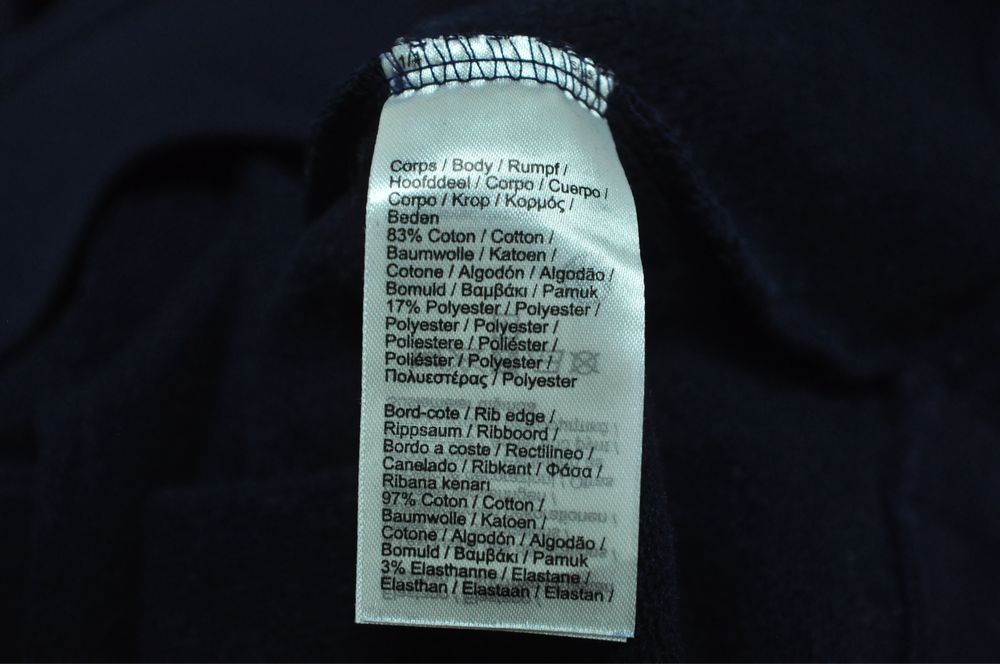 Corps / Body / Rumpf /
Hoofddeel / Corpo / Cuerpo /
Corpo / Krop / Κορμός /
Beden
83% Coton / Cotton /
Baumwolle / Katoen /
Cotone / Algodón / Algodão /
Bomuld / Βαμβάκι / Pamuk
17% Polyester / Polyester /
Polyester / Polyester /
Poliestere / Poliéster /
Poliéster / Polyester /
Πολυεστέρας / Polyester
Bord-cote / Rib edge /
Rippsaum / Ribboord /
Bordo a coste / Rectilineo /
Canelado / Ribkant / Φάσα /
Ribana kenarı
97% Coton / Cotton /
Baumwolle / Katoen /
Cotone / Algodón / Algodão /
Bomuld / Βαμβάκι / Pamuk
3% Elasthanne / Elastane /
Elasthan / Elastaan / Elastan /